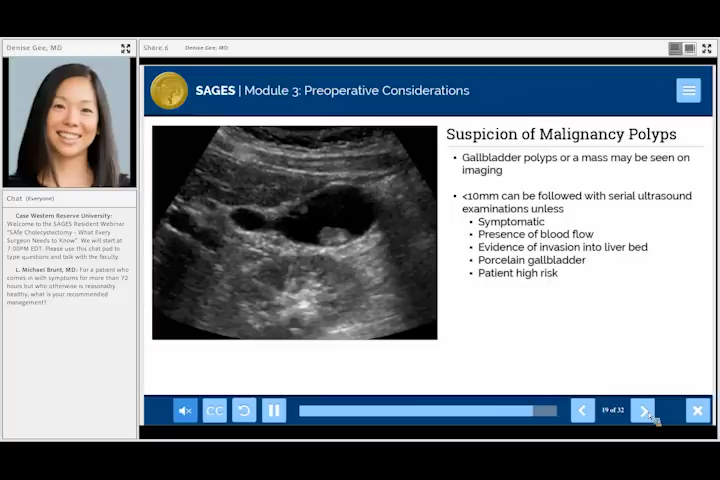 Denise Gee, MD
Share 6
Denise Gee, MD
SAGES | Module 3: Preoperative Considerations
Suspicion of Malignancy Polyps
• Gallbladder polyps or a mass may be seen on
imaging
• <10mm can be followed with serial ultrasound
examinations unless
• Symptomatic
• Presence of blood flow
• Evidence of invasion into liver bed
• Porcelain gallbladder
• Patient high risk
Chat (Everyone)
Case Western Reserve University:
Welcome to the SAGES Resident Webinar
"SAfe Cholecystectomy - What Every
Surgeon Needs to Know". We will start at
7:00PM EDT. Please use this chat pod to
type questions and talk with the faculty.
L. Michael Brunt, MD: For a patient who
comes in with symptoms for more than 72
hours but who otherwise is reasonably
healthy, what is your recommended
management?
CC
19 of 32